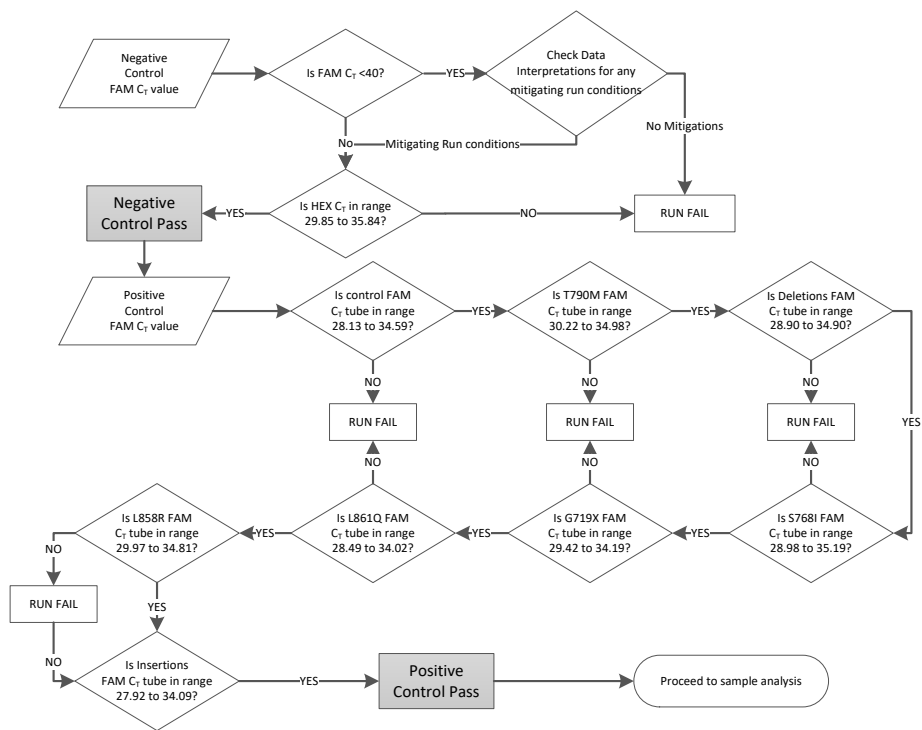 Negative
Control
FAM CT value
Is FAM CT <40?
YES
Check Data
Interpretations for any
mitigating run conditions
No
Mitigating Run conditions
No Mitigations
Negative
Control Pass
YES
Is HEX CT in range
29.85 to 35.84?
NO
RUN FAIL
Positive
Control
FAM CT value
Is control FAM
CT tube in range
28.13 to 34.59?
YES
Is T790M FAM
CT tube in range
30.22 to 34.98?
YES
Is Deletions FAM
CT tube in range
28.90 to 34.90?
NO
NO
NO
RUN FAIL
RUN FAIL
RUN FAIL
YES
NO
NO
NO
Is L858R FAM
CT tube in range
29.97 to 34.81?
YES
Is L861Q FAM
CT tube in range
28.49 to 34.02?
YES
Is G719X FAM
CT tube in range
29.42 to 34.19?
YES
Is S768I FAM
CT tube in range
28.98 to 35.19?
NO
RUN FAIL
YES
NO
Is Insertions
FAM CT tube in range
27.92 to 34.09?
YES
Positive
Control Pass
Proceed to sample analysis